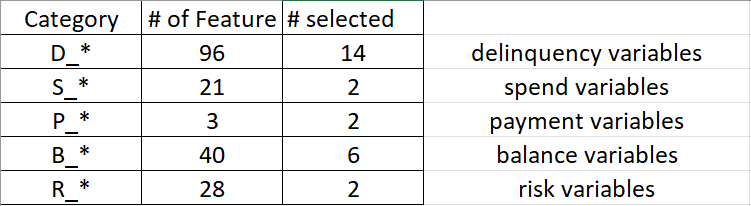 Category # of Feature # selected
D_* 96 14 delinquency variables
S_* 21 2 spend variables
P_* 3 2 payment variables
B_* 40 6 balance variables
R_* 28 2 risk variables